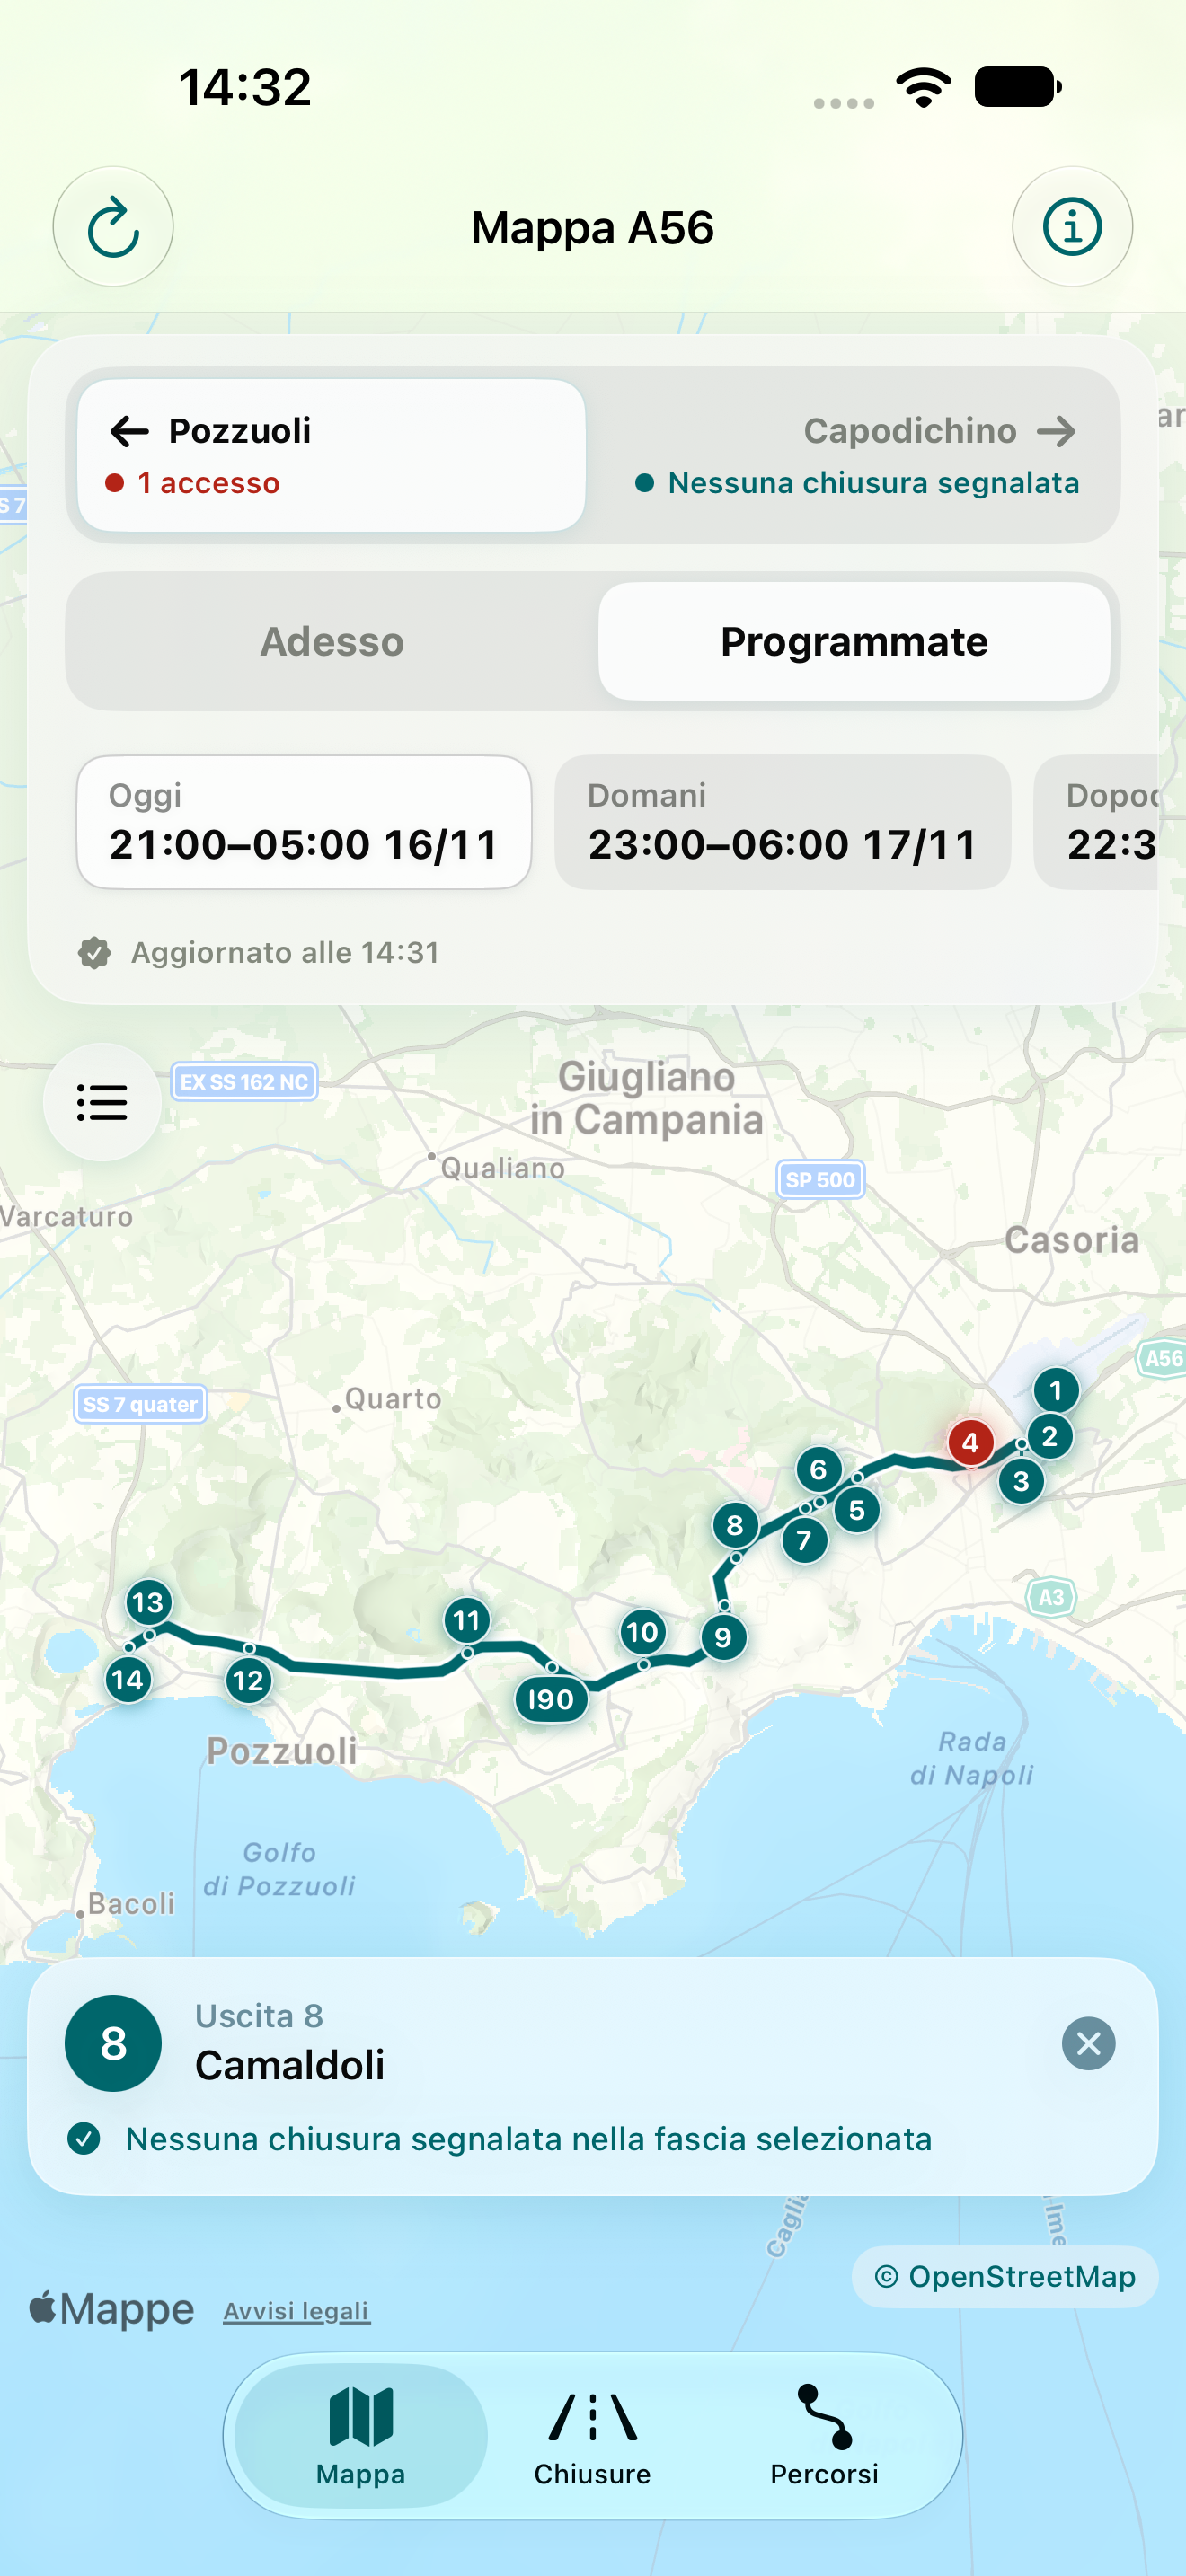 14:32
Mappa A56
Pozzuoli
1 accesso
Capodichino
Nessuna chiusura segnalata
Adesso
Programmate
Oggi
21:00–05:00 16/11
Domani
23:00–06:00 17/11
22:3
Aggiornato alle 14:31
EX SS 162 NC
Giugliano
in Campania
Qualiano
SP 500
Varcaturo
Casoria
A56
SS 7 quater
Quarto
1
2
3
4
5
6
7
8
9
10
I90
11
12
13
14
A3
Pozzuoli
Rada
di Napoli
Golfo
di Pozzuoli
Bacoli
Uscita 8
8
Camaldoli
Nessuna chiusura segnalata nella fascia selezionata
© OpenStreetMap
Mappe
Avvisi legali
Mappa
Chiusure
Percorsi